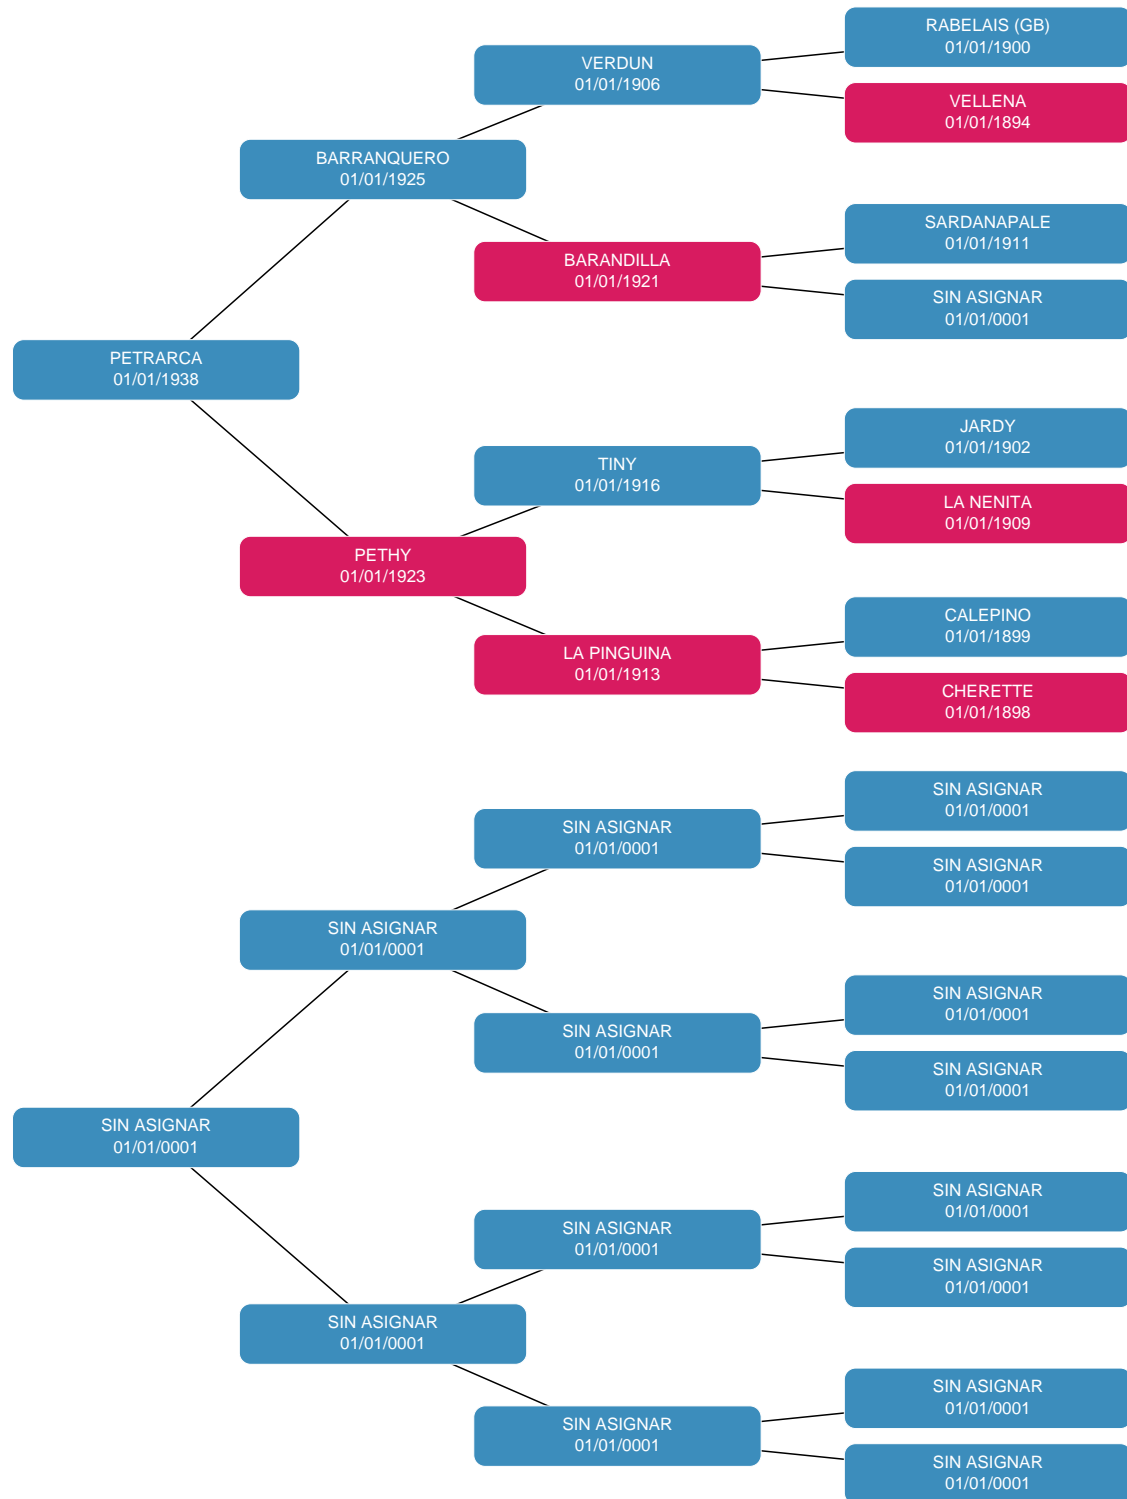 RABELAIS (GB)
01/01/1900
VERDUN
01/01/1906
VELLENA
01/01/1894
BARRANQUERO
01/01/1925
SARDANAPALE
01/01/1911
BARANDILLA
01/01/1921
SIN ASIGNAR
01/01/0001
PETRARCA
01/01/1938
JARDY
01/01/1902
TINY
01/01/1916
LA NENITA
01/01/1909
PETHY
01/01/1923
CALEPINO
01/01/1899
LA PINGUINA
01/01/1913
CHERETTE
01/01/1898
SIN ASIGNAR
01/01/0001
SIN ASIGNAR
01/01/0001
SIN ASIGNAR
01/01/0001
SIN ASIGNAR
01/01/0001
SIN ASIGNAR
01/01/0001
SIN ASIGNAR
01/01/0001
SIN ASIGNAR
01/01/0001
SIN ASIGNAR
01/01/0001
SIN ASIGNAR
01/01/0001
SIN ASIGNAR
01/01/0001
SIN ASIGNAR
01/01/0001
SIN ASIGNAR
01/01/0001
SIN ASIGNAR
01/01/0001
SIN ASIGNAR
01/01/0001
SIN ASIGNAR
01/01/0001